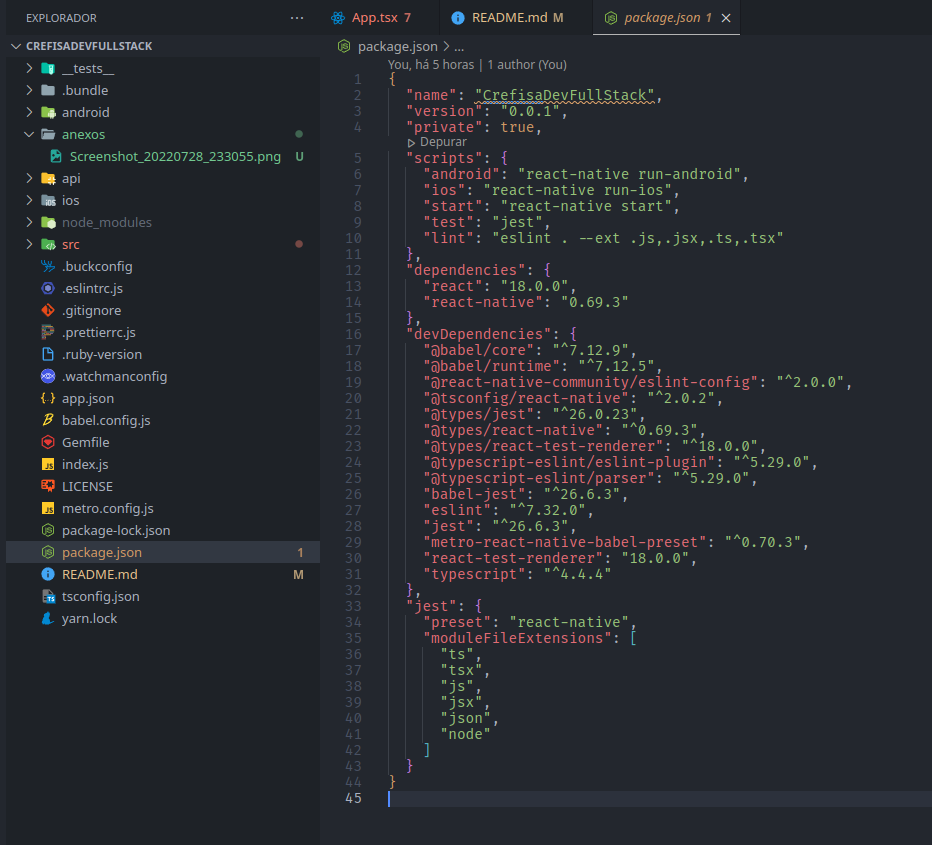 EXPLORADOR ···
CREFISADEVFULLSTACK
__tests__
.bundle
android
anexos
Screenshot_20220728_233055.png U
api
ios
node_modules
src
.buckconfig
.eslintrc.js
.gitignore
.prettierrc.js
.ruby-version
.watchmanconfig
app.json
babel.config.js
Gemfile
index.js
LICENSE
metro.config.js
package-lock.json
package.json 1
README.md M
tsconfig.json
yarn.lock
App.tsx 7
README.md M
package.json 1
package.json > ...
You, há 5 horas | 1 author (You)
1 {
2 "name": "CrefisaDevFullStack",
3 "version": "0.0.1",
4 "private": true,
Depurar
5 "scripts": {
6 "android": "react-native run-android",
7 "ios": "react-native run-ios",
8 "start": "react-native start",
9 "test": "jest",
10 "lint": "eslint . --ext .js,.jsx,.ts,.tsx"
11 },
12 "dependencies": {
13 "react": "18.0.0",
14 "react-native": "0.69.3"
15 },
16 "devDependencies": {
17 "@babel/core": "^7.12.9",
18 "@babel/runtime": "^7.12.5",
19 "@react-native-community/eslint-config": "^2.0.0",
20 "@tsconfig/react-native": "^2.0.2",
21 "@types/jest": "^26.0.23",
22 "@types/react-native": "^0.69.3",
23 "@types/react-test-renderer": "^18.0.0",
24 "@typescript-eslint/eslint-plugin": "^5.29.0",
25 "@typescript-eslint/parser": "^5.29.0",
26 "babel-jest": "^26.6.3",
27 "eslint": "^7.32.0",
28 "jest": "^26.6.3",
29 "metro-react-native-babel-preset": "^0.70.3",
30 "react-test-renderer": "18.0.0",
31 "typescript": "^4.4.4"
32 },
33 "jest": {
34 "preset": "react-native",
35 "moduleFileExtensions": [
36 "ts",
37 "tsx",
38 "js",
39 "jsx",
40 "json",
41 "node"
42 ]
43 }
44 }
45